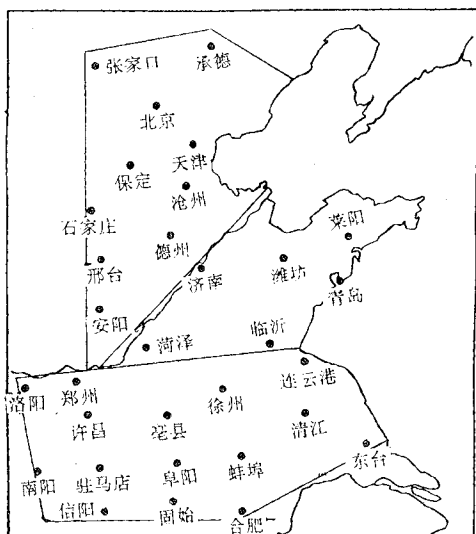 张家口
承德
北京
天津
保定
沧州
石家庄
莱阳
德州
邢台
济南
潍坊
青岛
安阳
菏泽
临沂
连云港
洛阳
郑州
徐州
许昌
亳县
清江
东台
南阳
驻马店
阜阳
蚌埠
信阳
固始
合肥